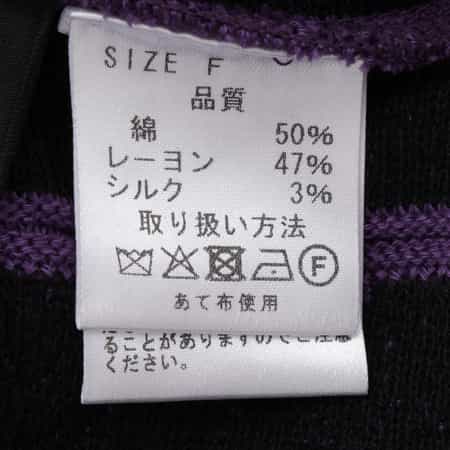 SIZE F
品質
綿 50%
レーヨン 47%
シルク 3%
取り扱い方法
F
あて布使用
ることがありますのでご注意
ください。